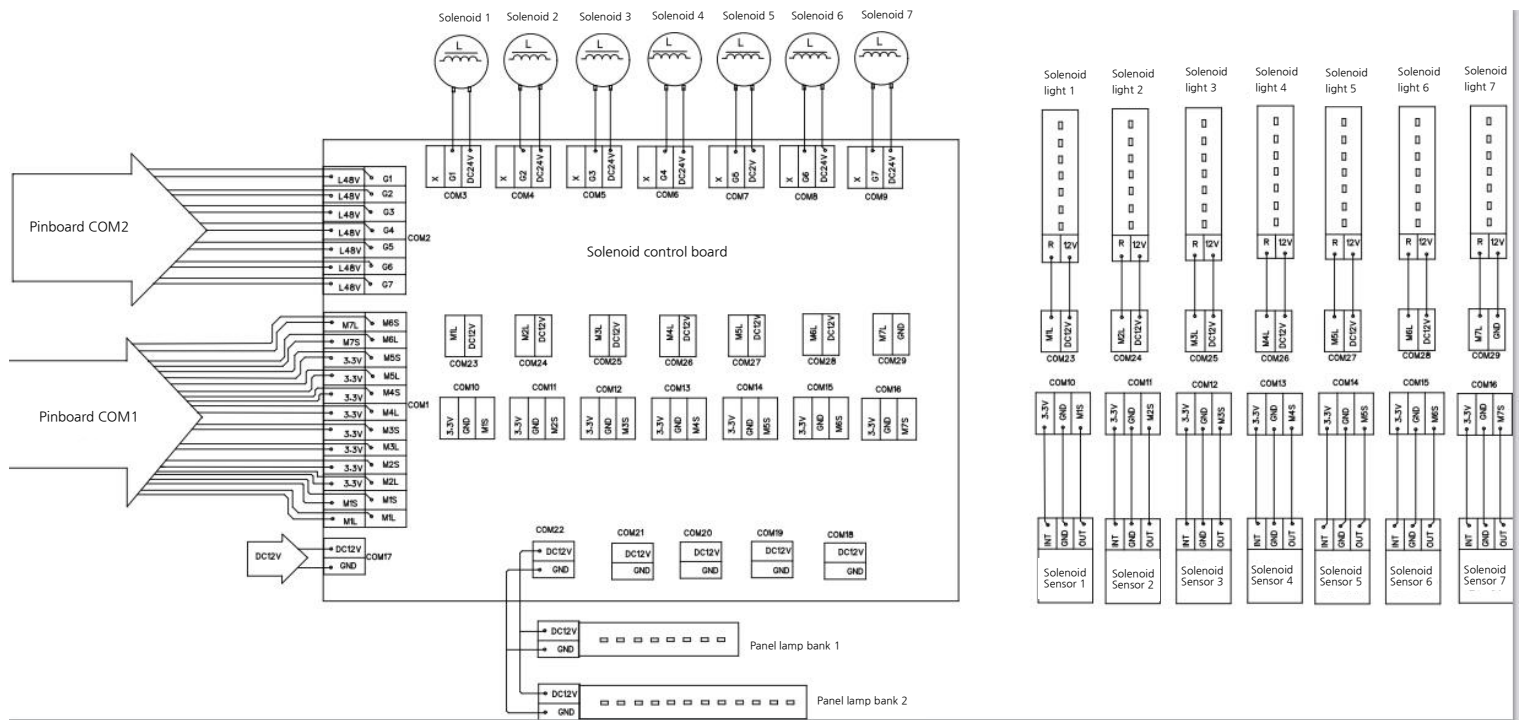 Solenoid 1 Solenoid 2 Solenoid 3 Solenoid 4 Solenoid 5 Solenoid 6 Solenoid 7
L L L L L L L
X G1 DC24V X G2 DC24V X G3 DC24V X G4 DC24V X G5 DC2V X G6 DC24V X G7 DC24V
COM3 COM4 COM5 COM6 COM7 COM8 COM9
Pinboard COM2
L48V G1
L48V G2
L48V G3
L48V G4
L48V G5
L48V G6
L48V G7
COM2
Solenoid control board
Pinboard COM1
M7L M6S
M7S M6L
3.3V M5S
3.3V M5L
3.3V M4S
3.3V M4L
3.3V M3S
3.3V M3L
3.3V M2S
3.3V M2L
M1S M1S
M1L M1L
COM1
M1L DC12V M2L DC12V M3L DC12V M4L DC12V M5L DC12V M6L DC12V M7L GND
COM23 COM24 COM25 COM26 COM27 COM28 COM29
COM10 COM11 COM12 COM13 COM14 COM15 COM16
3.3V GND M1S 3.3V GND M2S 3.3V GND M3S 3.3V GND M4S 3.3V GND M5S 3.3V GND M6S 3.3V GND M7S
DC12V
DC12V
GND
COM17
COM22 COM21 COM20 COM19 COM18
DC12V DC12V DC12V DC12V DC12V
GND GND GND GND GND
DC12V
GND
Panel lamp bank 1
DC12V
GND
Panel lamp bank 2
Solenoid Solenoid Solenoid Solenoid Solenoid Solenoid Solenoid
light 1 light 2 light 3 light 4 light 5 light 6 light 7
R 12V R 12V R 12V R 12V R 12V R 12V R 12V
M1L DC12V M2L DC12V M3L DC12V M4L DC12V M5L DC12V M6L DC12V M7L GND
COM23 COM24 COM25 COM26 COM27 COM28 COM29
COM10 COM11 COM12 COM13 COM14 COM15 COM16
3.3V GND M1S 3.3V GND M2S 3.3V GND M3S 3.3V GND M4S 3.3V GND M5S 3.3V GND M6S 3.3V GND M7S
INT GND OUT INT GND OUT INT GND OUT INT GND OUT INT GND OUT INT GND OUT INT GND OUT
Solenoid Solenoid Solenoid Solenoid Solenoid Solenoid Solenoid
Sensor 1 Sensor 2 Sensor 3 Sensor 4 Sensor 5 Sensor 6 Sensor 7